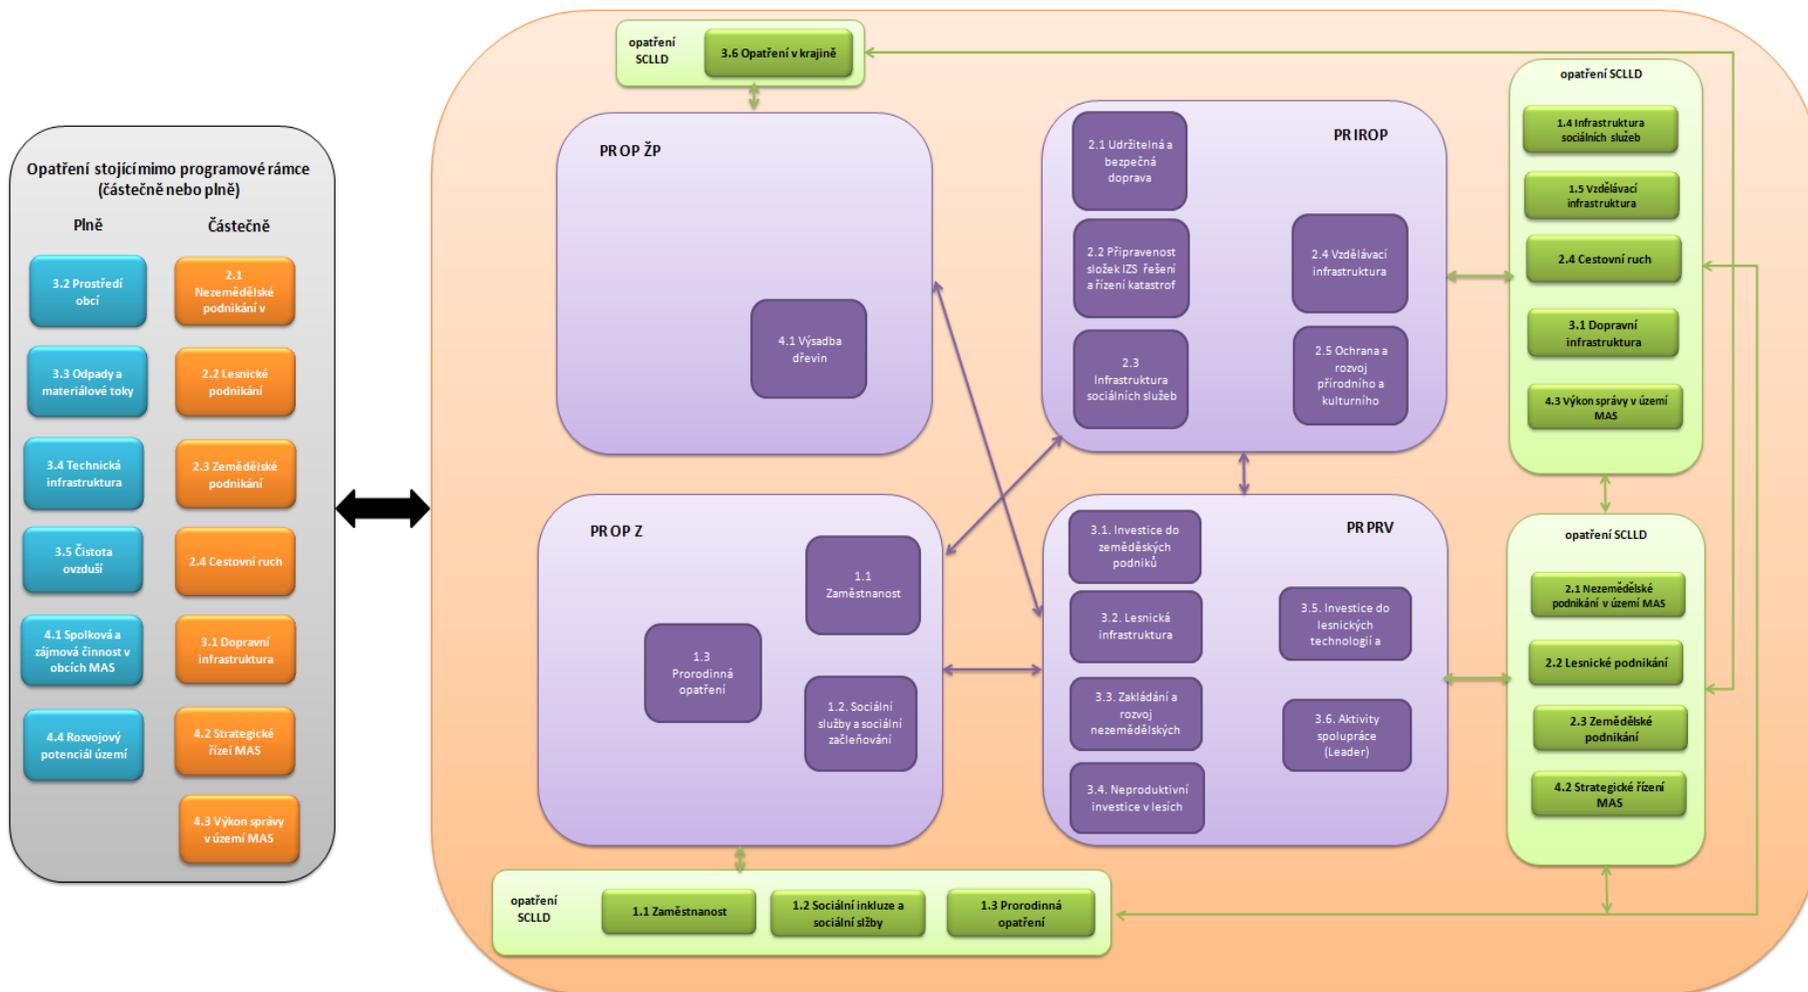 Opatření stojící mimo programové rámce
(částečně nebo plně)
Plně
Částečně
3.2 Prostředí
obcí
3.3 Odpady a
materiálové toky
3.4 Technická
infrastruktura
3.5 Čistota
ovzduší
4.1 Spolková a
zájmová činnost v
obcích MAS
4.4 Rozvojový
potenciál území
2.1
Nezemědělské
podnikání v
2.2 Lesnické
podnikání
2.3 Zemědělské
podnikání
2.4 Cestovní ruch
3.1 Dopravní
infrastruktura
4.2 Strategické
řízeí MAS
4.3 Výkon správy
v území MAS
opatření
SCLLD
3.6 Opatření v krajině
PR OP ŽP
4.1 Výsadba
dřevin
PR IROP
2.1 Udržitelná a
bezpečná
doprava
2.2 Připravenost
složek IZS řešení
a řízení katastrof
2.3
Infrastruktura
sociálních služeb
2.4 Vzdělávací
infrastruktura
2.5 Ochrana a
rozvoj
přírodního a
kulturního
opatření SCLLD
1.4 Infrastruktura
sociálních služeb
1.5 Vzdělávací
infrastruktura
2.4 Cestovní ruch
3.1 Dopravní
infrastruktura
4.3 Výkon správy v území
MAS
PR OP Z
1.1
Zaměstnanost
1.3
Prorodinná
opatření
1.2. Sociální
služby a sociální
začleňování
PR PRV
3.1. Investice do
zeměděských
podniků
3.2. Lesnická
infrastruktura
3.3. Zakládání a
rozvoj
nezemědělských
3.4. Neproduktivní
investice v lesích
3.5. Investice do
lesnických
technologií a
3.6. Aktivity
spolupráce
(Leader)
opatření SCLLD
2.1 Nezemědělské
podnikání v území MAS
2.2 Lesnické podnikání
2.3 Zemědělské
podnikání
4.2 Strategické řízení
MAS
opatření
SCLLD
1.1 Zaměstnanost
1.2 Sociální inkluze a
sociální slžby
1.3 Prorodinná
opatření